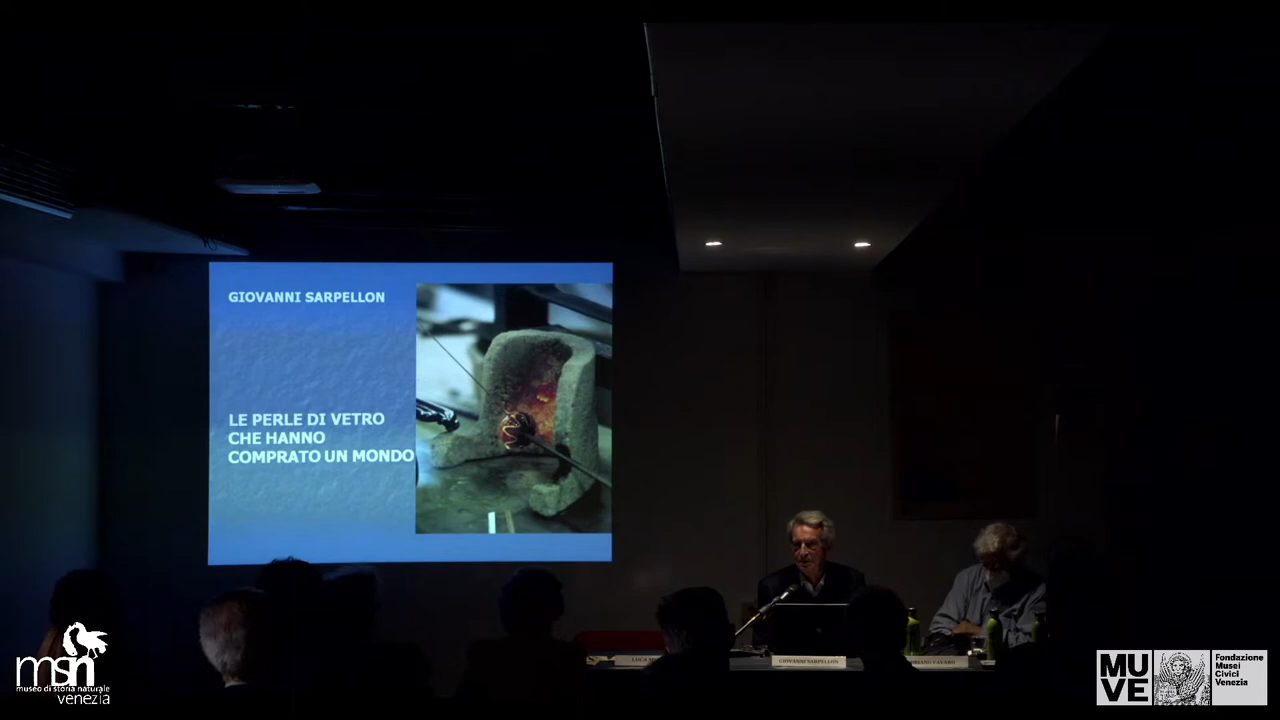 GIOVANNI SARPELLON
LE PERLE DI VETRO
CHE HANNO
COMPRATO UN MONDO
GIOVANNI SARPELLON
msn
museo di storia naturale
venezia
MU
VE
Fondazione
Musei
Civici
Venezia